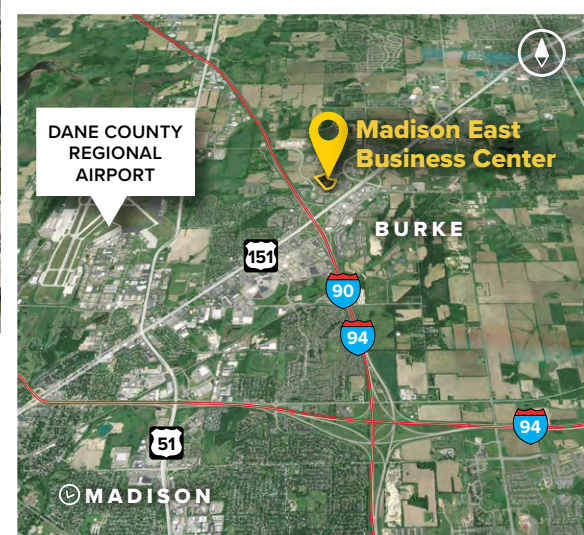 DANE COUNTY
REGIONAL
AIRPORT
Madison East
Business Center
BURKE
151
90
94
94
51
MADISON